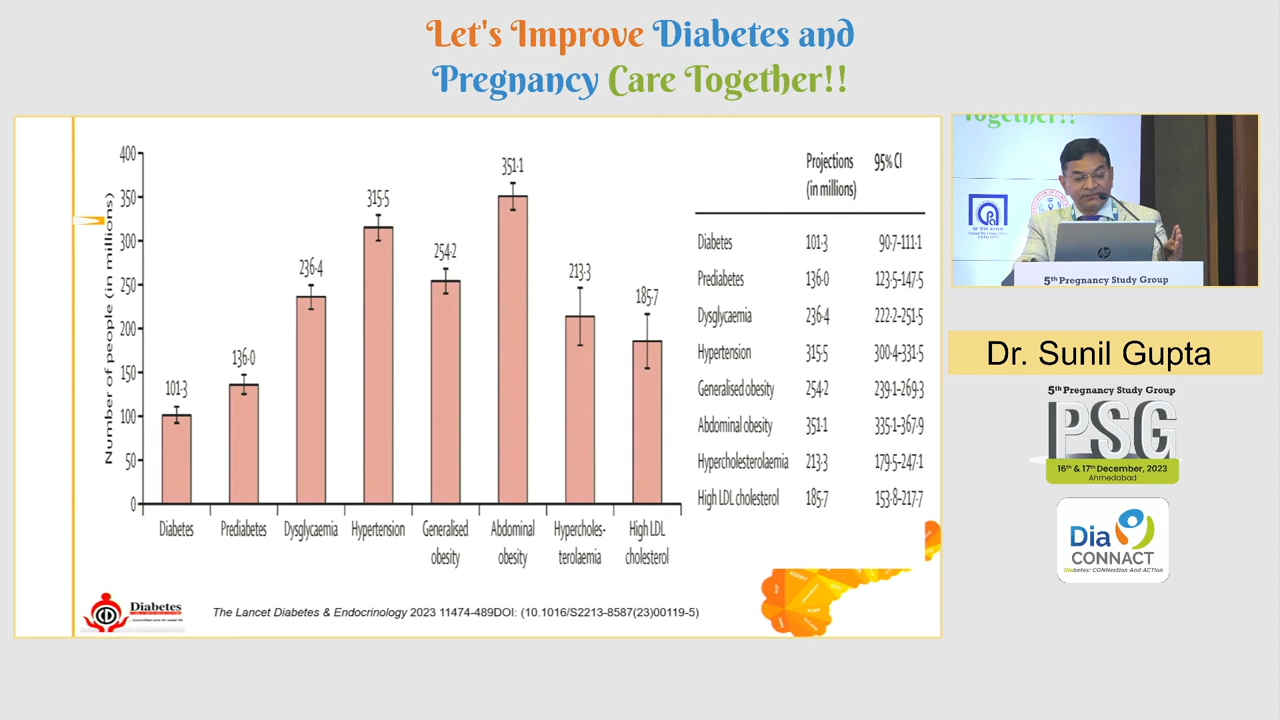 Let's Improve Diabetes and
Pregnancy Care Together!!
Number of people (in millions)
400
350
300
250
200
150
100
50
0
101·3
136·0
236·4
315·5
254·2
351·1
213·3
185·7
Diabetes
Prediabetes
Dysglycaemia
Hypertension
Generalised
obesity
Abdominal
obesity
Hypercholes-
terolaemia
High LDL
cholesterol
Projections
(in millions)
95% CI
Diabetes 101·3 90·7–111·1
Prediabetes 136·0 123·5–147·5
Dysglycaemia 236·4 222·2–251·5
Hypertension 315·5 300·4–331·5
Generalised obesity 254·2 239·1–269·3
Abdominal obesity 351·1 335·1–367·9
Hypercholesterolaemia 213·3 179·5–247·1
High LDL cholesterol 185·7 153·8–217·7
Diabetes
The Lancet Diabetes & Endocrinology 2023 11474-489DOI: (10.1016/S2213-8587(23)00119-5)
Together!!
hp
5th Pregnancy Study Group
Dr. Sunil Gupta
5th Pregnancy Study Group
PSG
16th & 17th December, 2023
Ahmedabad
Dia
CONNACT
Diabetes: CONNection And ACTion